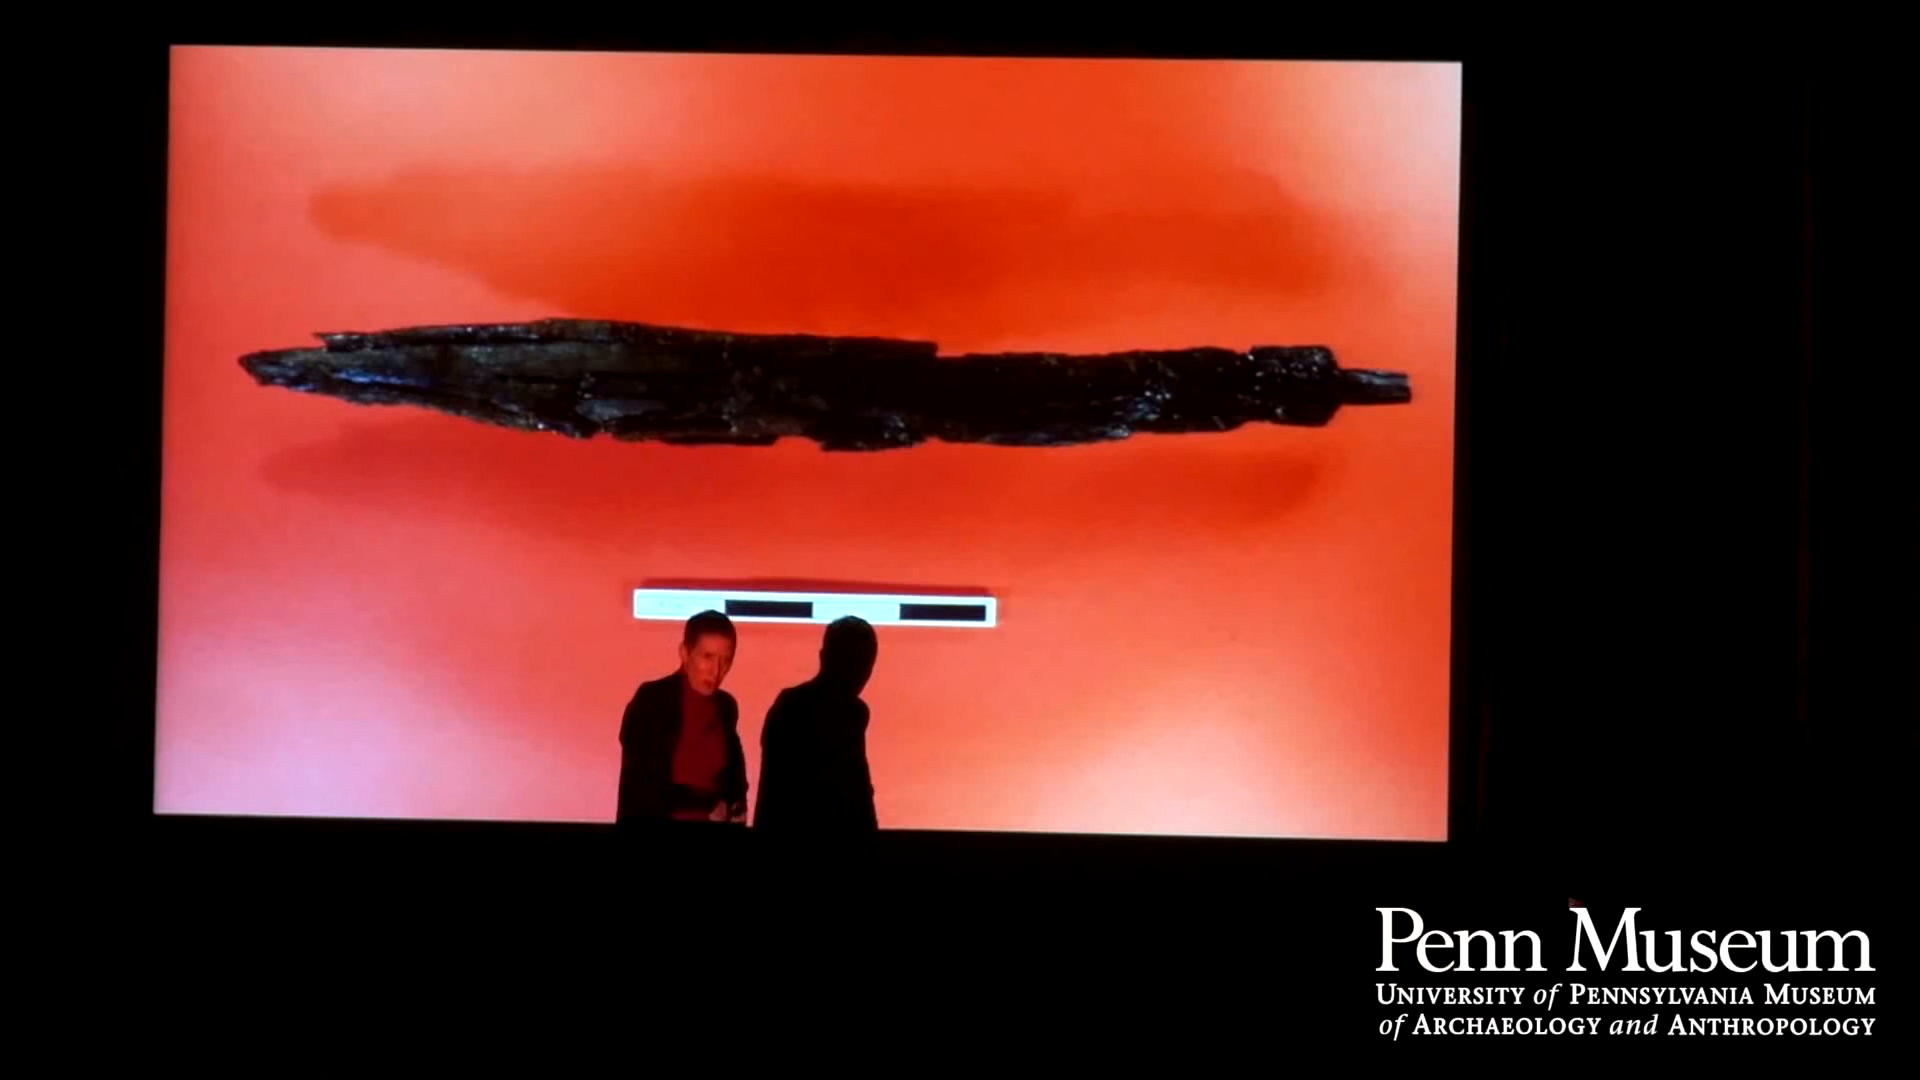 Penn Museum
University of Pennsylvania Museum
of Archaeology and Anthropology